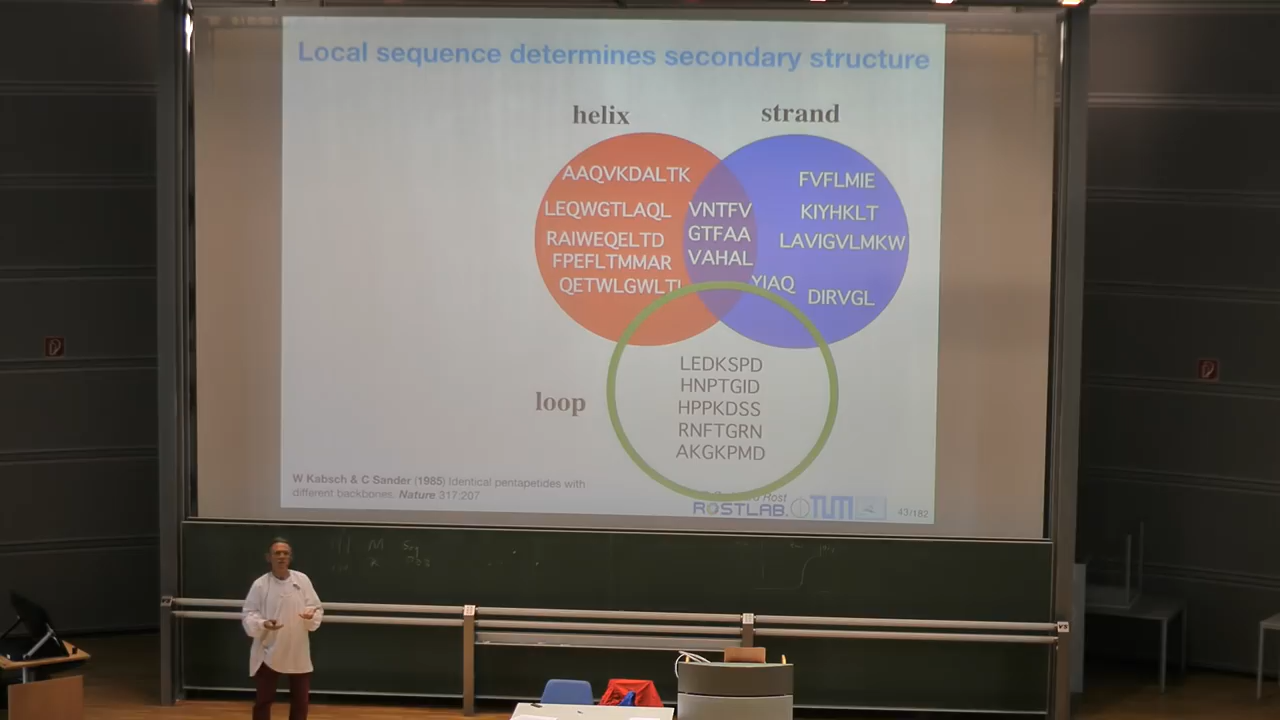 Local sequence determines secondary structure
helix
strand
AAQVKDALTK
LEQWGTLAQL
RAIWEQELTD
FPEFLTMMAR
QETWLGWLTI
VNTFV
GTFAA
VAHAL
FVFLMIE
KIYHKLT
LAVIGVLMKW
YIAQ
DIRVGL
loop
LEDKSPD
HNPTGID
HPPKDSS
RNFTGRN
AKGKPMD
W Kabsch & C Sander (1985) Identical pentapetides with
different backbones. Nature 317:207
Rost
ROSTLAB.
TUM
43/182